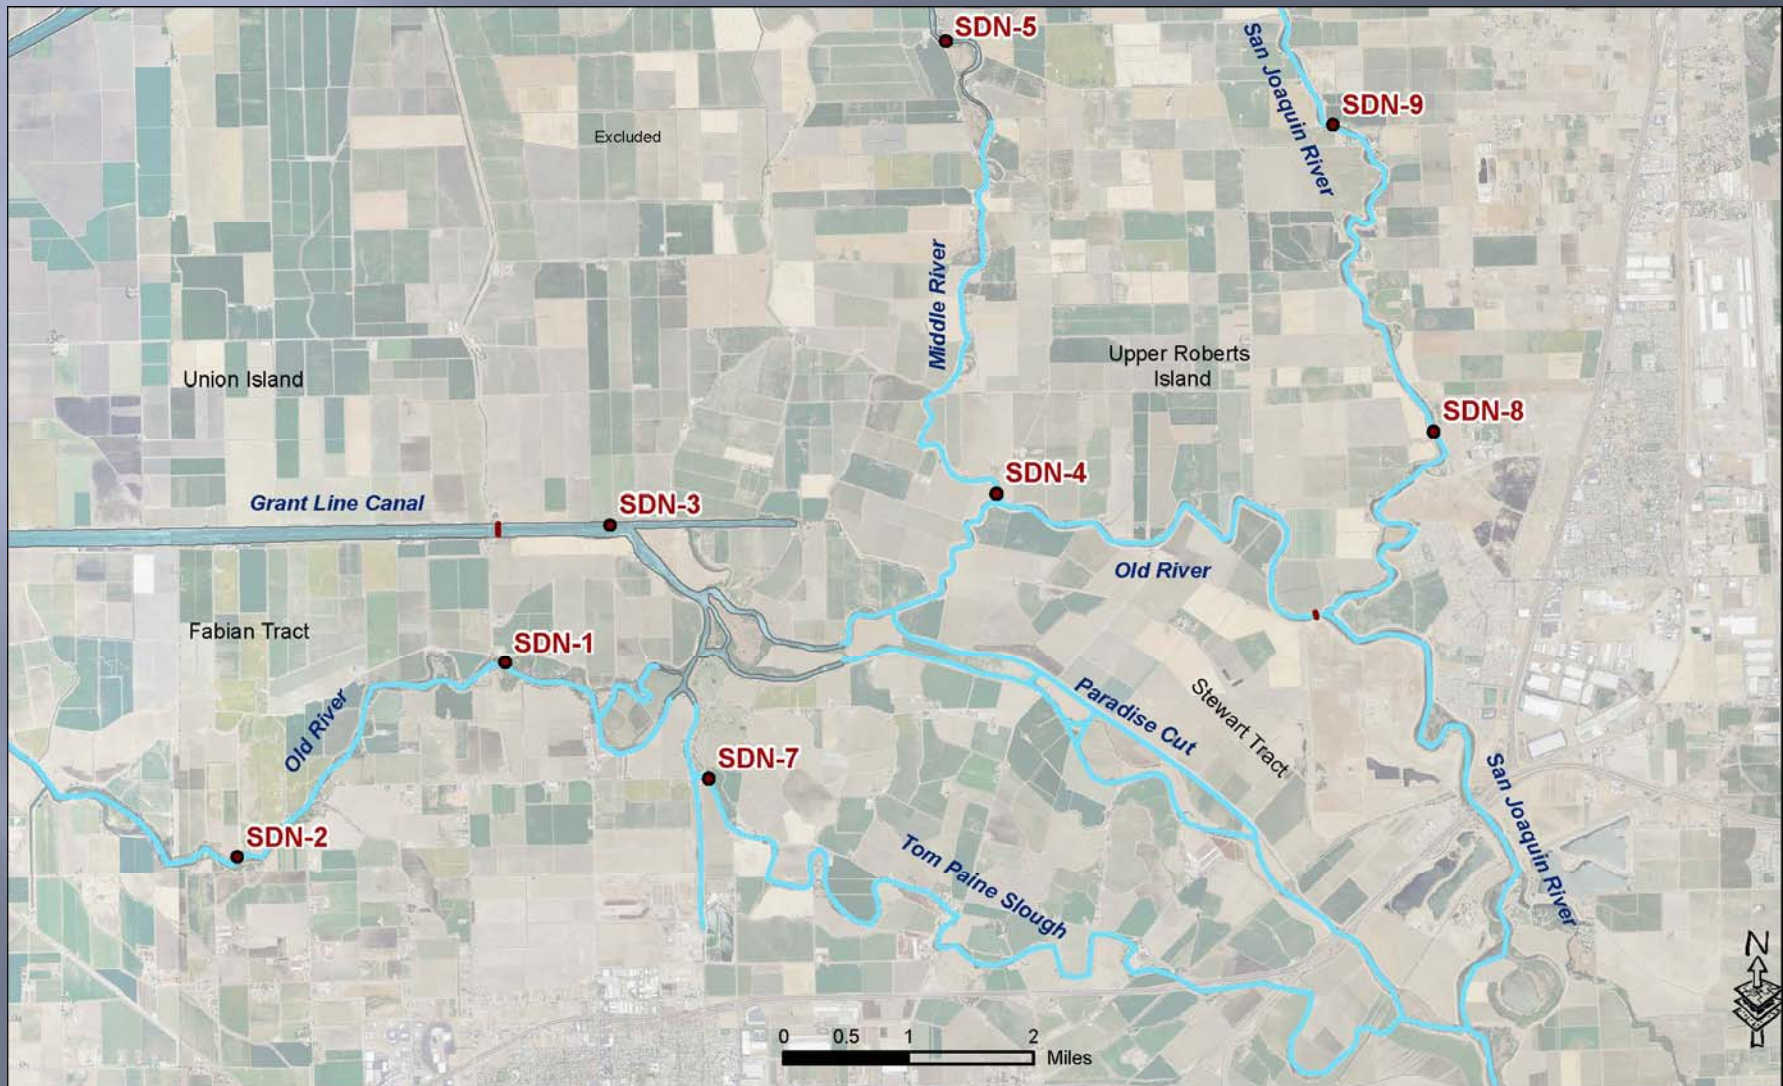 SDN-5
San Joaquin River
SDN-9
Excluded
Middle River
Upper Roberts
Island
Union Island
SDN-8
SDN-4
Grant Line Canal
SDN-3
Old River
Fabian Tract
SDN-1
Paradise Cut
Stewart Tract
Old River
SDN-7
San Joaquin River
SDN-2
Tom Paine Slough
N
0 0.5 1 2
Miles